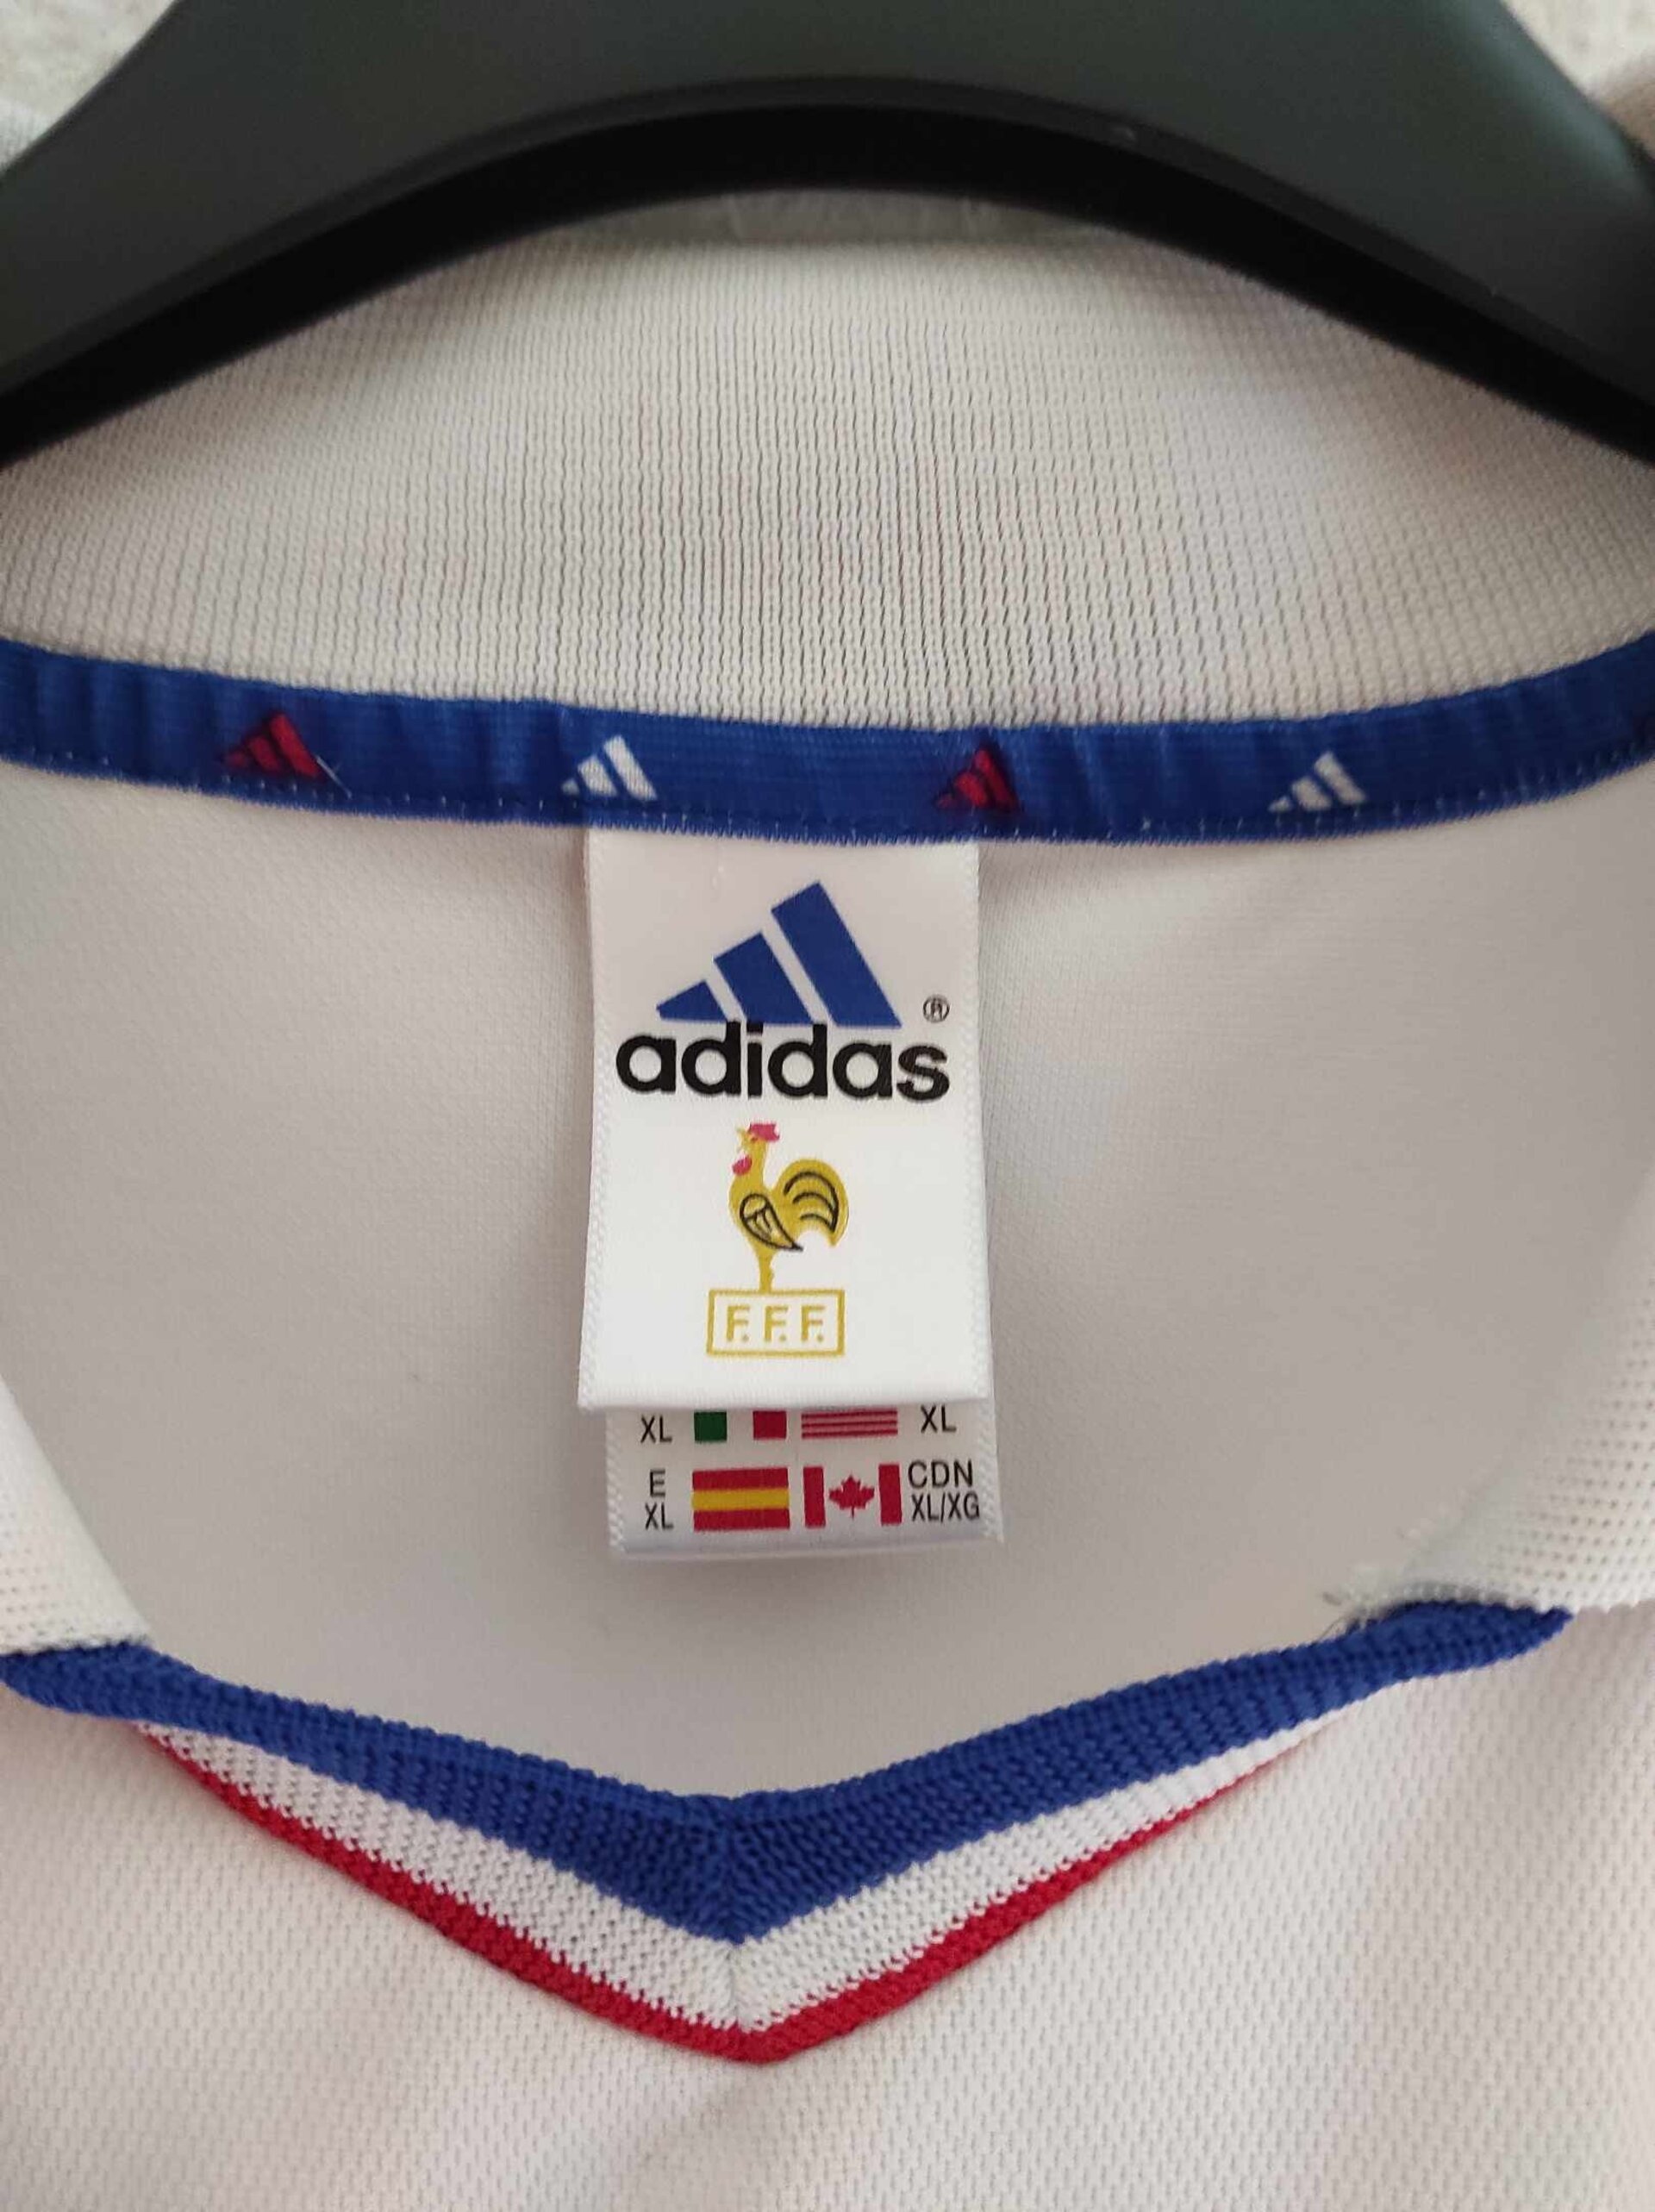 ®
adidas
F.F.F.
XL XL
E CDN
XL XL/XG